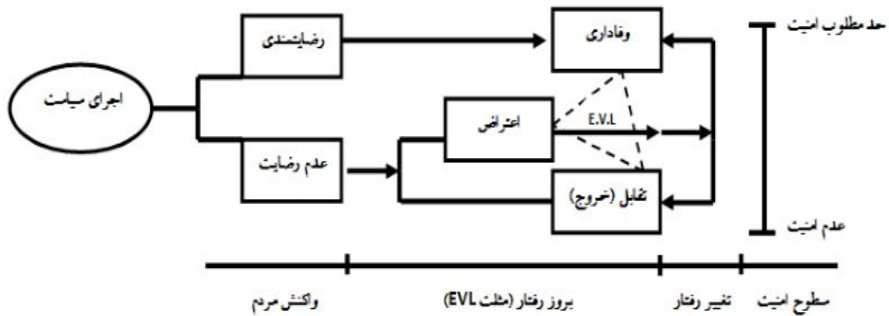 حد مطلوب امنیت
وفاداری
رضایتمندی
اجرای سیاست
اعتراض
E.V.L
عدم رضایت
تقابل (خروج)
عدم امنیت
سطوح امنیت
تغییر رفتار
بروز رفتار (مثلت EVL)
واکنش مردم